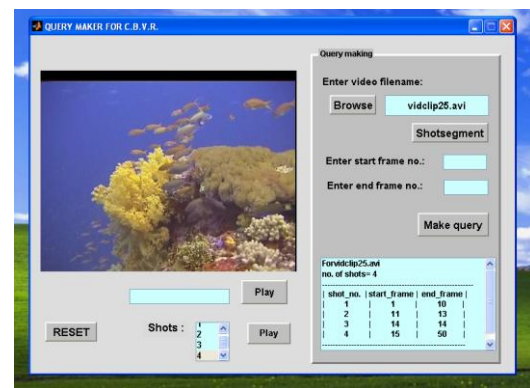 QUERY MAKER FOR C.B.V.R.
Query making
Enter video filename:
Browse vidclip25.avi
Shotsegment
Enter start frame no.:
Enter end frame no.:
Make query
Forvidclip25.avi
no. of shots= 4
| shot_no. |start_frame | end_frame |
| 1 | 1 | 10 |
| 2 | 11 | 13 |
| 3 | 14 | 14 |
| 4 | 15 | 50 |
Play
RESET
Shots :
1
2
3
4
Play